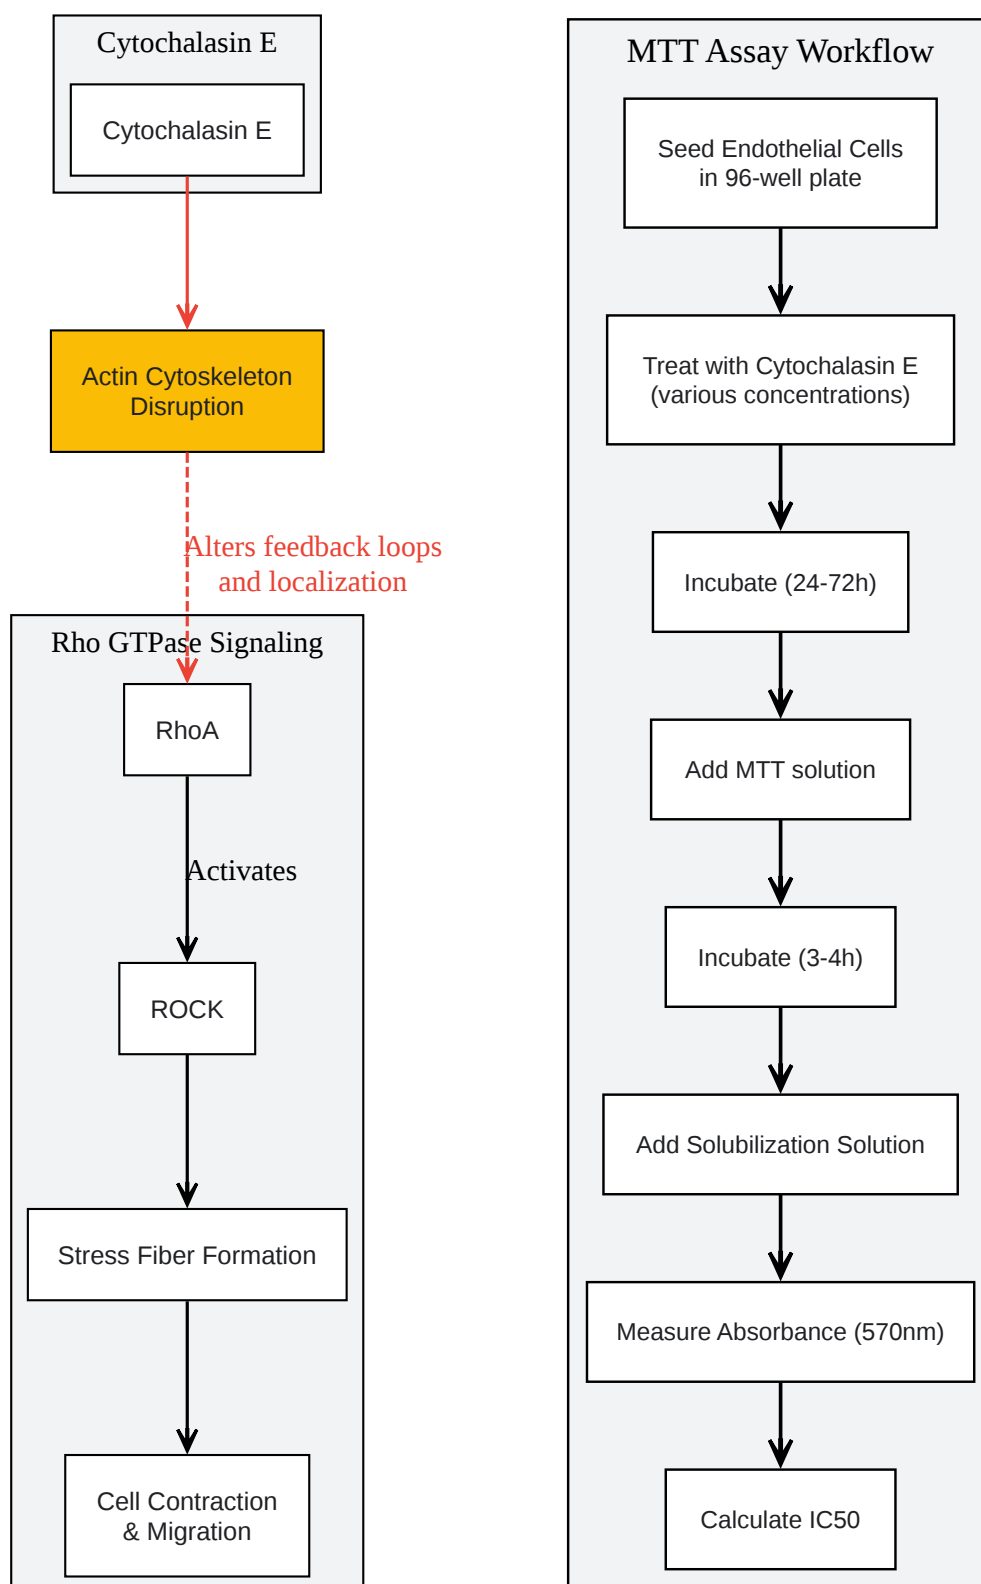 Cytochalasin E
Cytochalasin E
Actin Cytoskeleton
Disruption
Alters feedback loops
and localization
Rho GTPase Signaling
RhoA
Activates
ROCK
Stress Fiber Formation
Cell Contraction
& Migration
MTT Assay Workflow
Seed Endothelial Cells
in 96-well plate
Treat with Cytochalasin E
(various concentrations)
Incubate (24-72h)
Add MTT solution
Incubate (3-4h)
Add Solubilization Solution
Measure Absorbance (570nm)
Calculate IC50